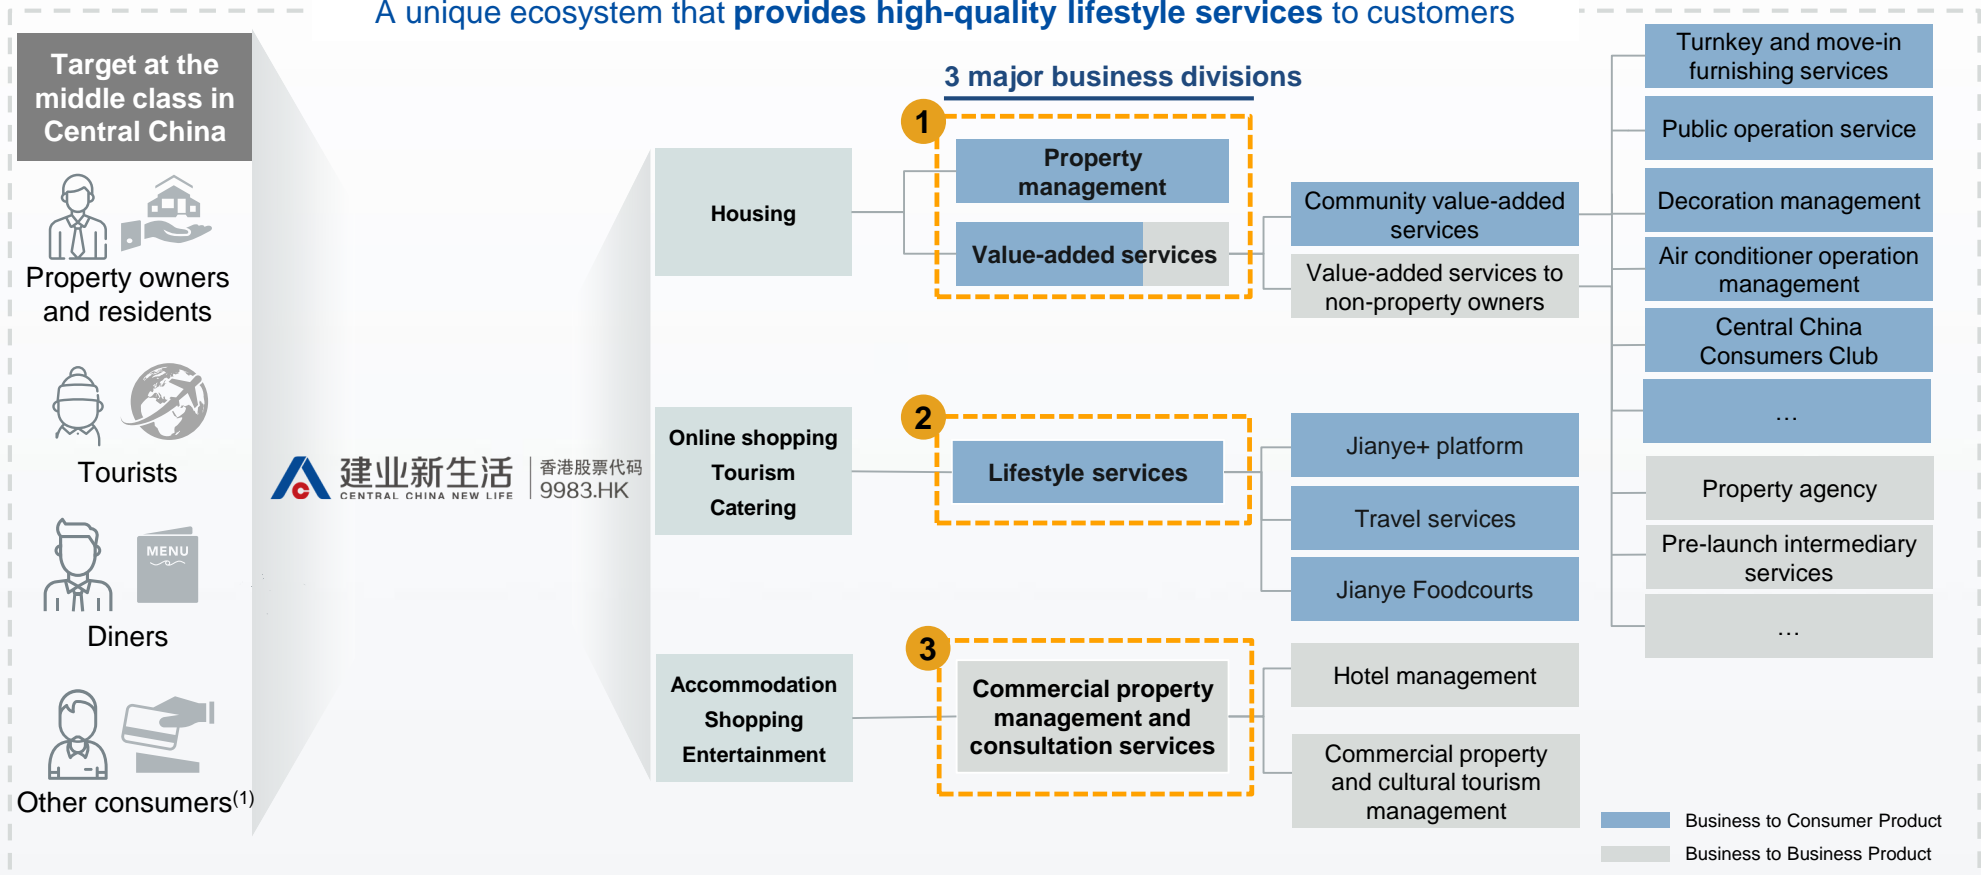 A unique ecosystem that provides high-quality lifestyle services to customers
Target at the
middle class in
Central China
Property owners
and residents
Tourists
MENU
Diners
Other consumers(1)
建业新生活
CENTRAL CHINA NEW LIFE
香港股票代码
9983.HK
3 major business divisions
Housing
1
Property
management
Value-added services
Community value-added
services
Value-added services to
non-property owners
Turnkey and move-in
furnishing services
Public operation service
Decoration management
Air conditioner operation
management
Central China
Consumers Club
…
Property agency
Pre-launch intermediary
services
…
Online shopping
Tourism
Catering
2
Lifestyle services
Jianye+ platform
Travel services
Jianye Foodcourts
Accommodation
Shopping
Entertainment
3
Commercial property
management and
consultation services
Hotel management
Commercial property
and cultural tourism
management
Business to Consumer Product
Business to Business Product